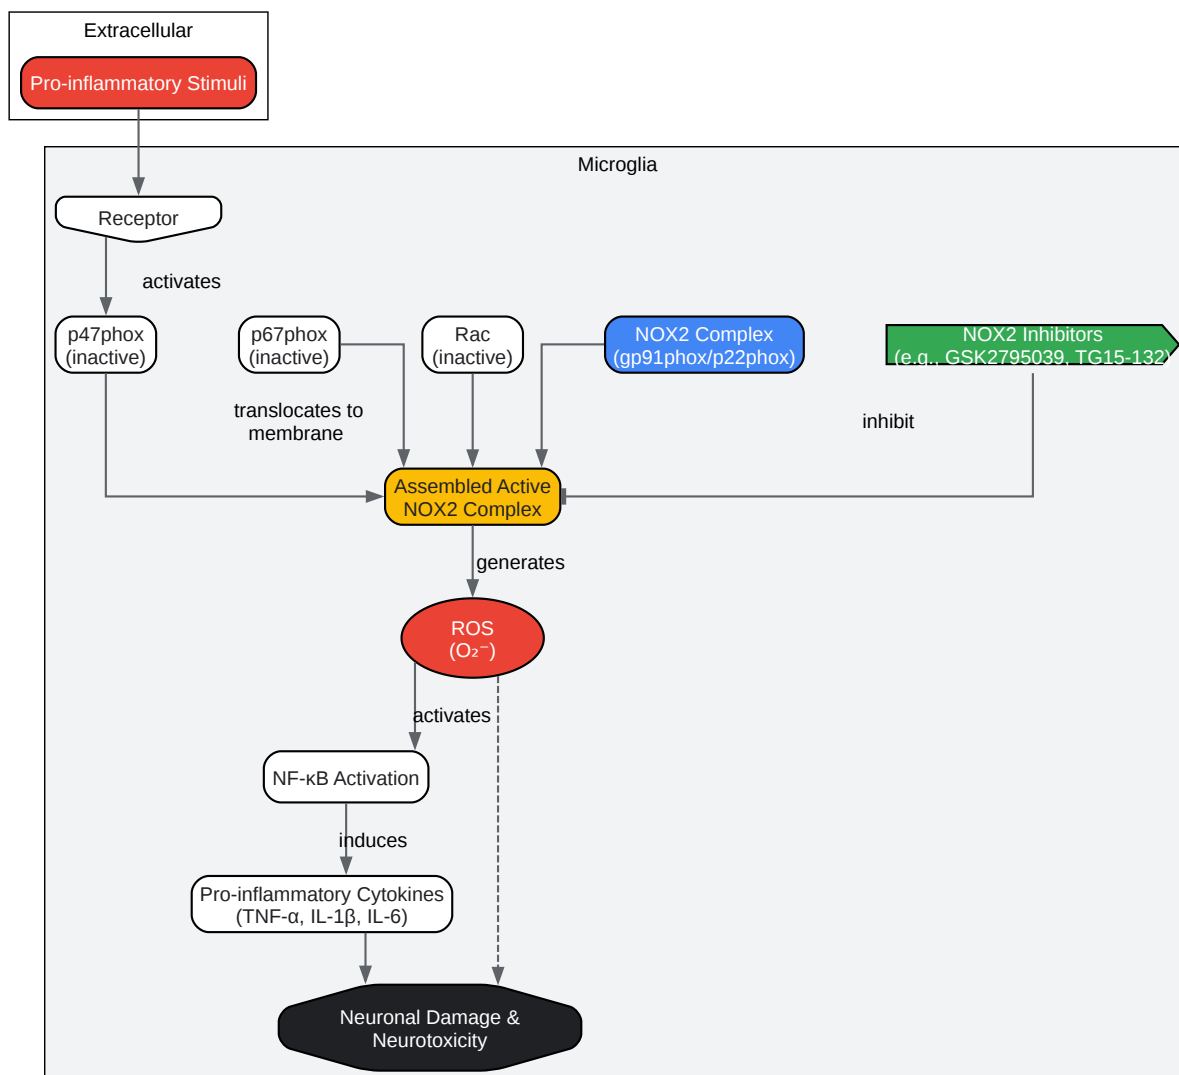 Extracellular
Pro-inflammatory Stimuli
Microglia
Receptor
activates
p47phox
(inactive)
p67phox
(inactive)
Rac
(inactive)
NOX2 Complex
(gp91phox/p22phox)
NOX2 Inhibitors
(e.g., GSK2795039, TG15-132)
translocates to
membrane
inhibit
Assembled Active
NOX2 Complex
generates
ROS
(O₂⁻)
activates
NF-κB Activation
induces
Pro-inflammatory Cytokines
(TNF-α, IL-1β, IL-6)
Neuronal Damage &
Neurotoxicity